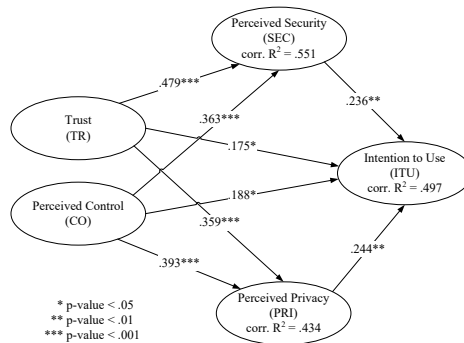 Perceived Security
(SEC)
corr. R² = .551
.479***
.236**
.363***
Trust
(TR)
.175*
Intention to Use
(ITU)
corr. R² = .497
.188*
Perceived Control
(CO)
.359***
.244**
.393***
Perceived Privacy
(PRI)
corr. R² = .434
* p-value < .05
** p-value < .01
*** p-value < .001